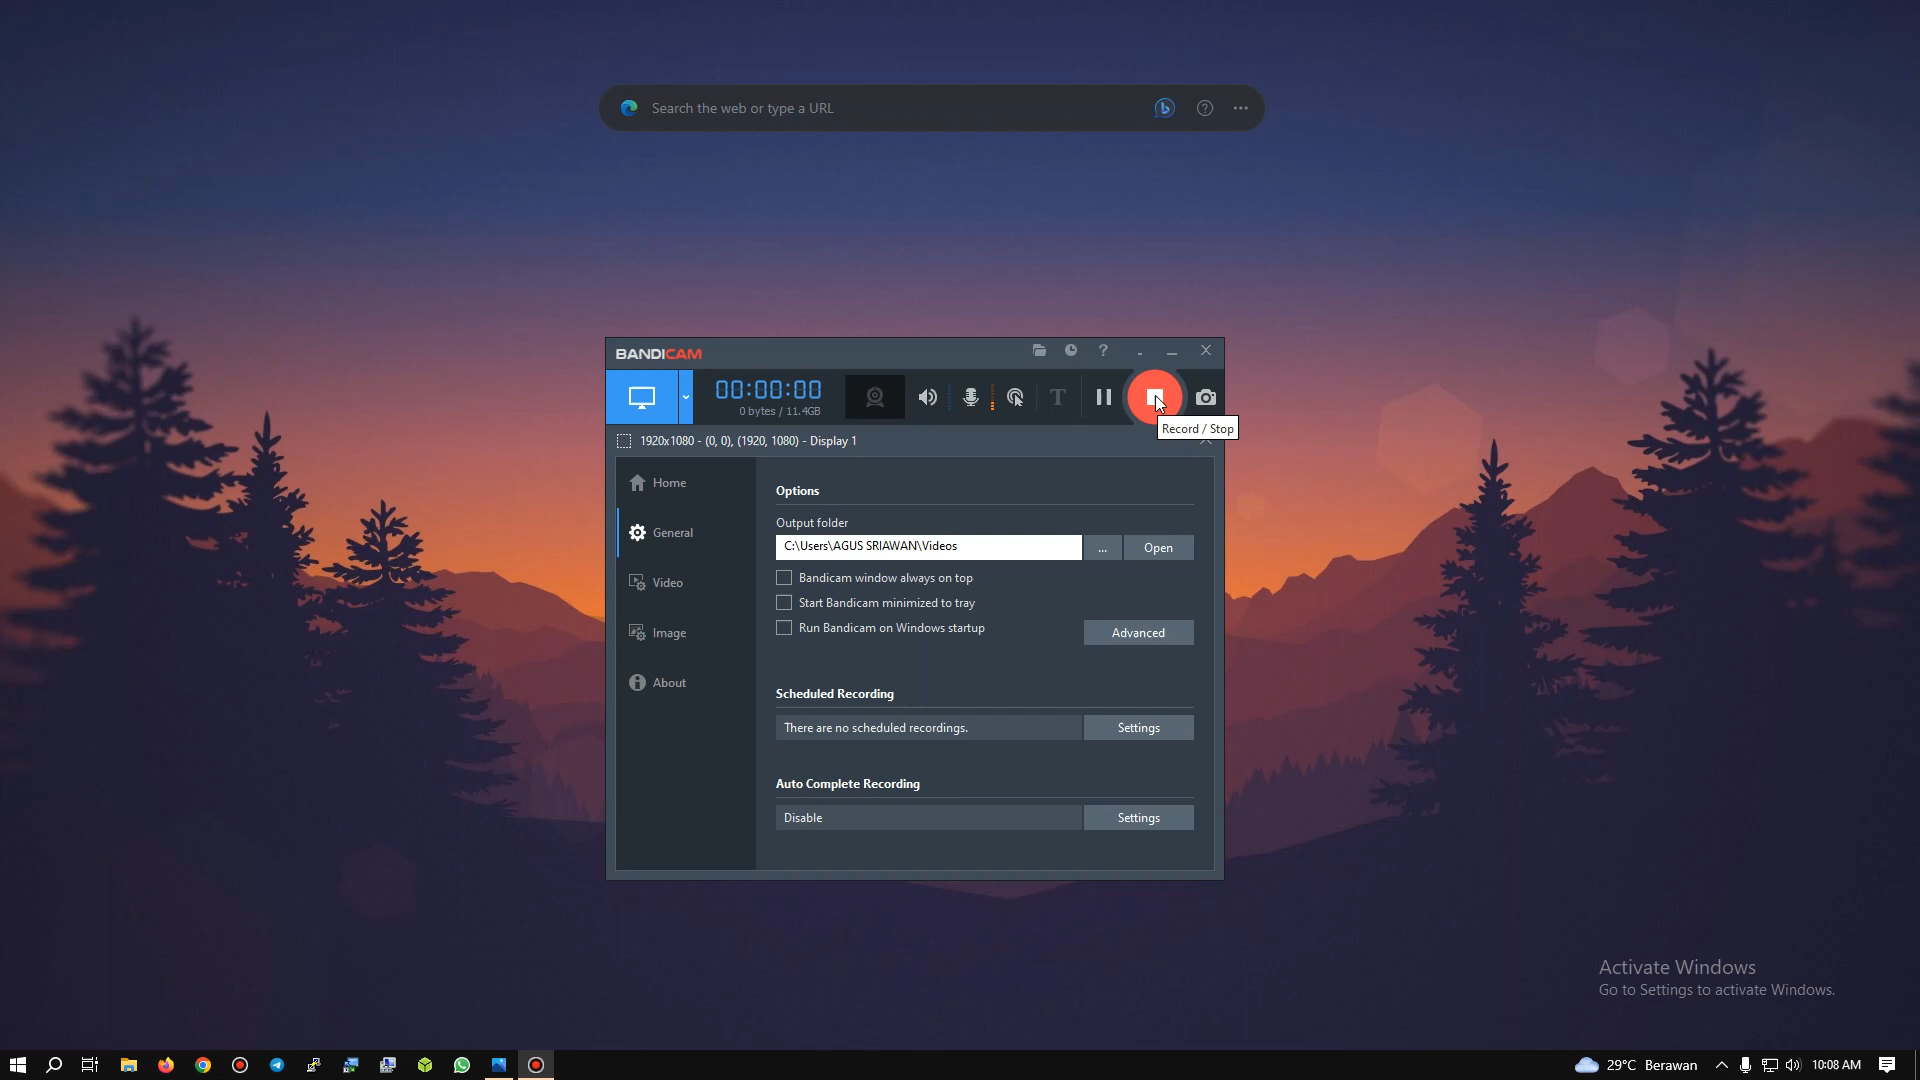 Search the web or type a URL
BANDICAM
00:00:00
0 bytes / 11.4GB
T
Record / Stop
1920x1080 - (0, 0), (1920, 1080) - Display 1
Home
General
Video
Image
About
Options
Output folder
C:\Users\AGUS SRIAWAN\Videos
...
Open
Bandicam window always on top
Start Bandicam minimized to tray
Run Bandicam on Windows startup
Advanced
Scheduled Recording
There are no scheduled recordings.
Settings
Auto Complete Recording
Disable
Settings
Activate Windows
Go to Settings to activate Windows.
29°C Berawan
10:08 AM